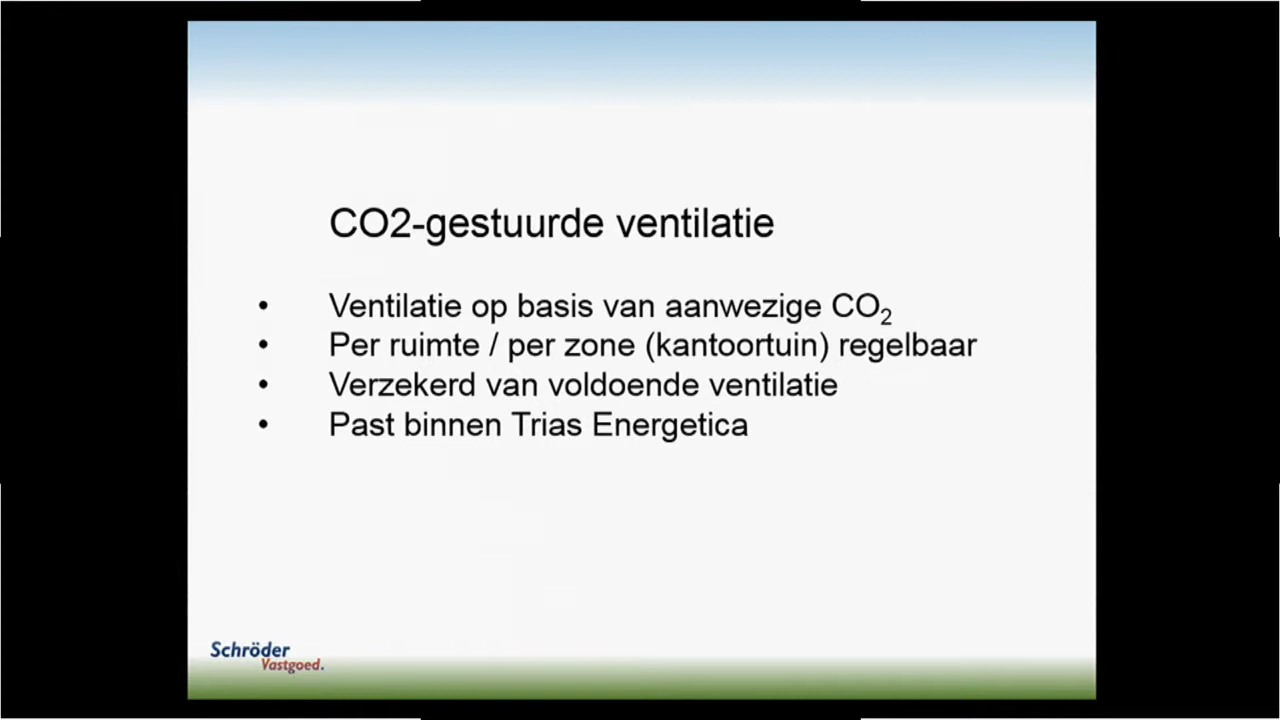 CO2-gestuurde ventilatie
• Ventilatie op basis van aanwezige CO₂
• Per ruimte / per zone (kantoortuin) regelbaar
• Verzekerd van voldoende ventilatie
• Past binnen Trias Energetica
Schröder
Vastgoed.